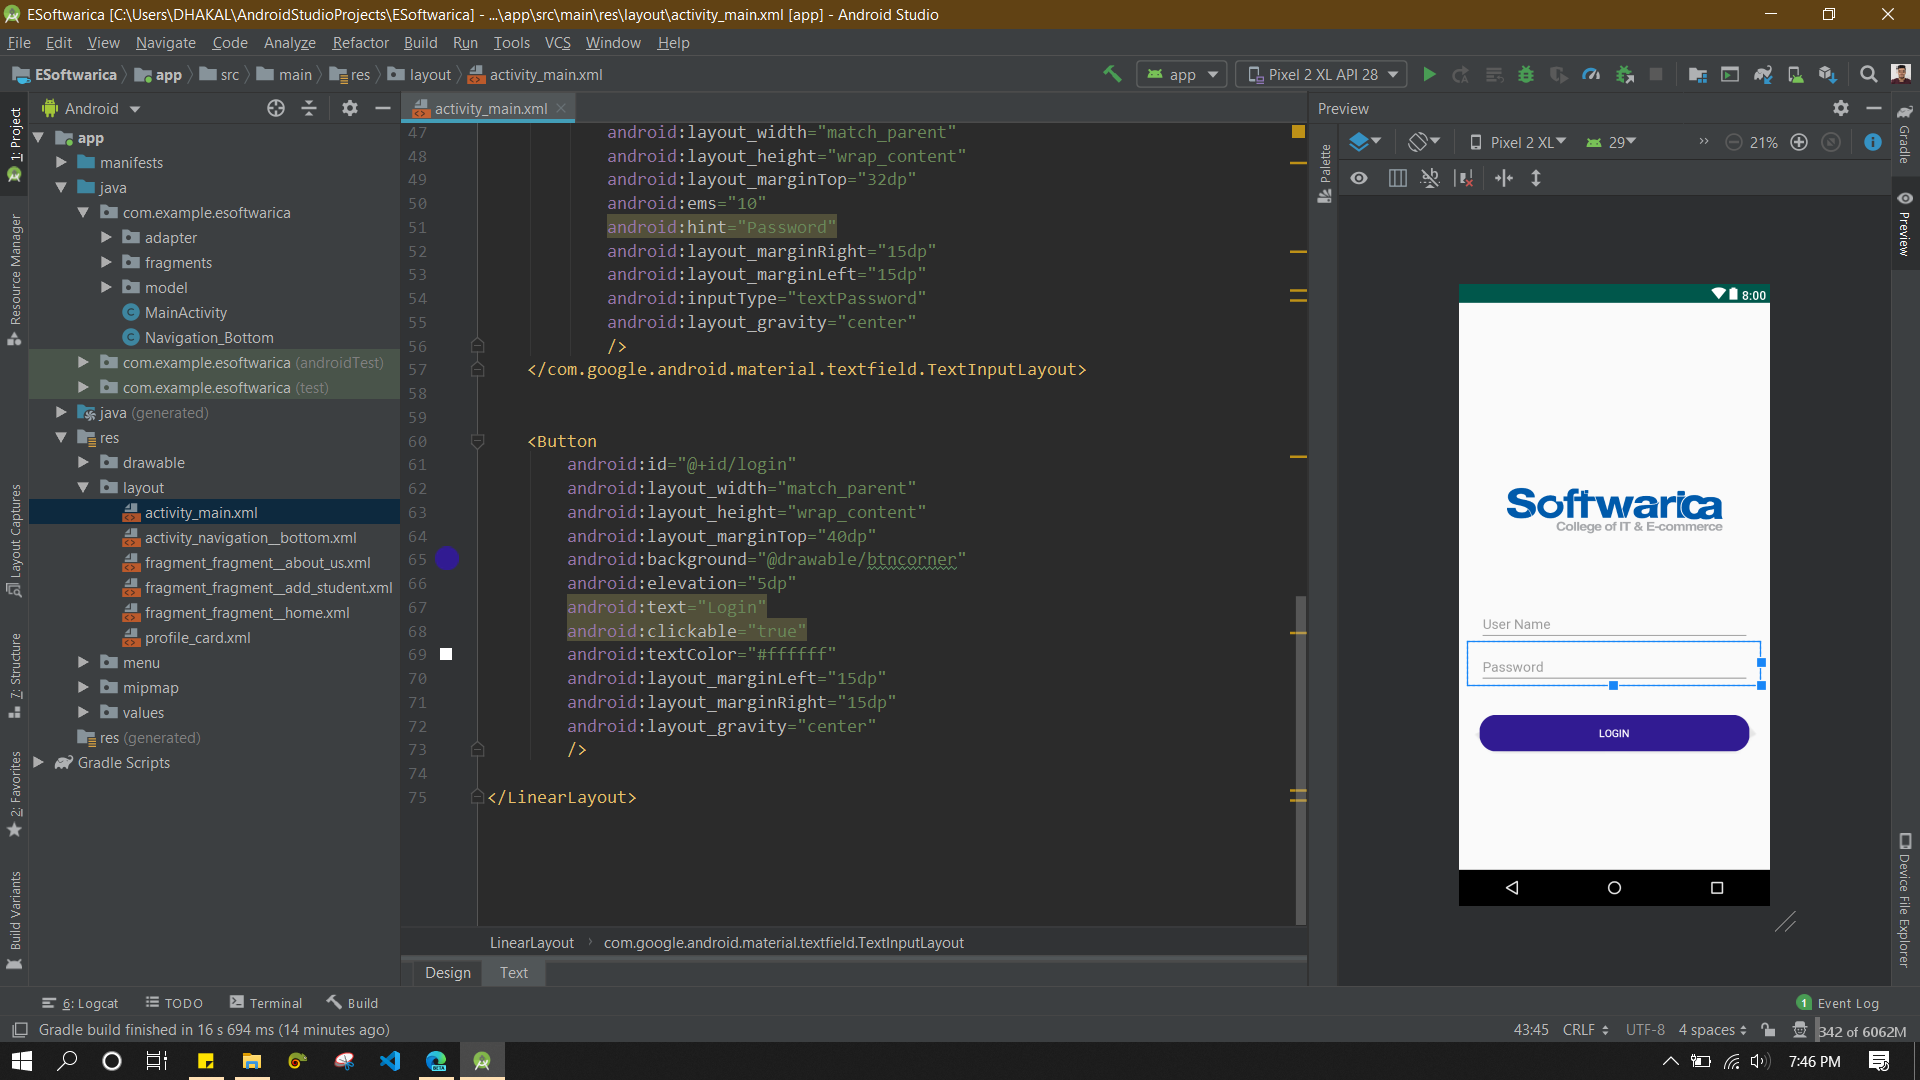 ESoftwarica [C:\Users\DHAKAL\AndroidStudioProjects\ESoftwarica] - ...\app\src\main\res\layout\activity_main.xml [app] - Android Studio
File Edit View Navigate Code Analyze Refactor Build Run Tools VCS Window Help
ESoftwarica app src main res layout activity_main.xml
app
Pixel 2 XL API 28
1: Project
Resource Manager
Layout Captures
7: Structure
2: Favorites
Build Variants
Android
app
manifests
java
com.example.esoftwarica
adapter
fragments
model
MainActivity
Navigation_Bottom
com.example.esoftwarica (androidTest)
com.example.esoftwarica (test)
java (generated)
res
drawable
layout
activity_main.xml
activity_navigation__bottom.xml
fragment_fragment__about_us.xml
fragment_fragment__add_student.xml
fragment_fragment__home.xml
profile_card.xml
menu
mipmap
values
res (generated)
Gradle Scripts
activity_main.xml
47 android:layout_width="match_parent"
48 android:layout_height="wrap_content"
49 android:layout_marginTop="32dp"
50 android:ems="10"
51 android:hint="Password"
52 android:layout_marginRight="15dp"
53 android:layout_marginLeft="15dp"
54 android:inputType="textPassword"
55 android:layout_gravity="center"
56 />
57 </com.google.android.material.textfield.TextInputLayout>
58
59
60 <Button
61 android:id="@+id/login"
62 android:layout_width="match_parent"
63 android:layout_height="wrap_content"
64 android:layout_marginTop="40dp"
65 android:background="@drawable/btncorner"
66 android:elevation="5dp"
67 android:text="Login"
68 android:clickable="true"
69 android:textColor="#ffffff"
70 android:layout_marginLeft="15dp"
71 android:layout_marginRight="15dp"
72 android:layout_gravity="center"
73 />
74
75 </LinearLayout>
LinearLayout › com.google.android.material.textfield.TextInputLayout
Design Text
Preview
Palette
Pixel 2 XL 29 » 21%
8:00
Softwarica
College of IT & E-commerce
User Name
Password
LOGIN
Gradle
Preview
Device File Explorer
6: Logcat TODO Terminal Build
1 Event Log
Gradle build finished in 16 s 694 ms (14 minutes ago)
43:45 CRLF UTF-8 4 spaces 342 of 6062M
BETA
7:46 PM